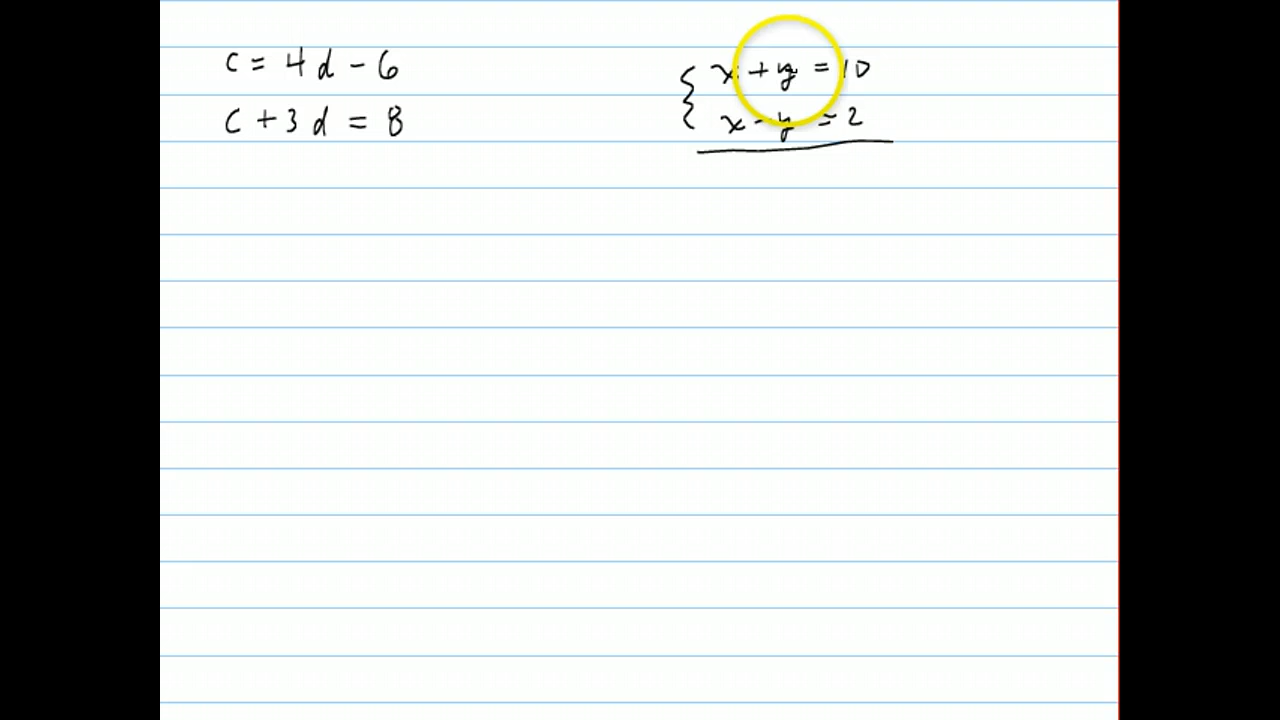 c = 4d - 6
c + 3d = 8
x + y = 10
x - y = 2